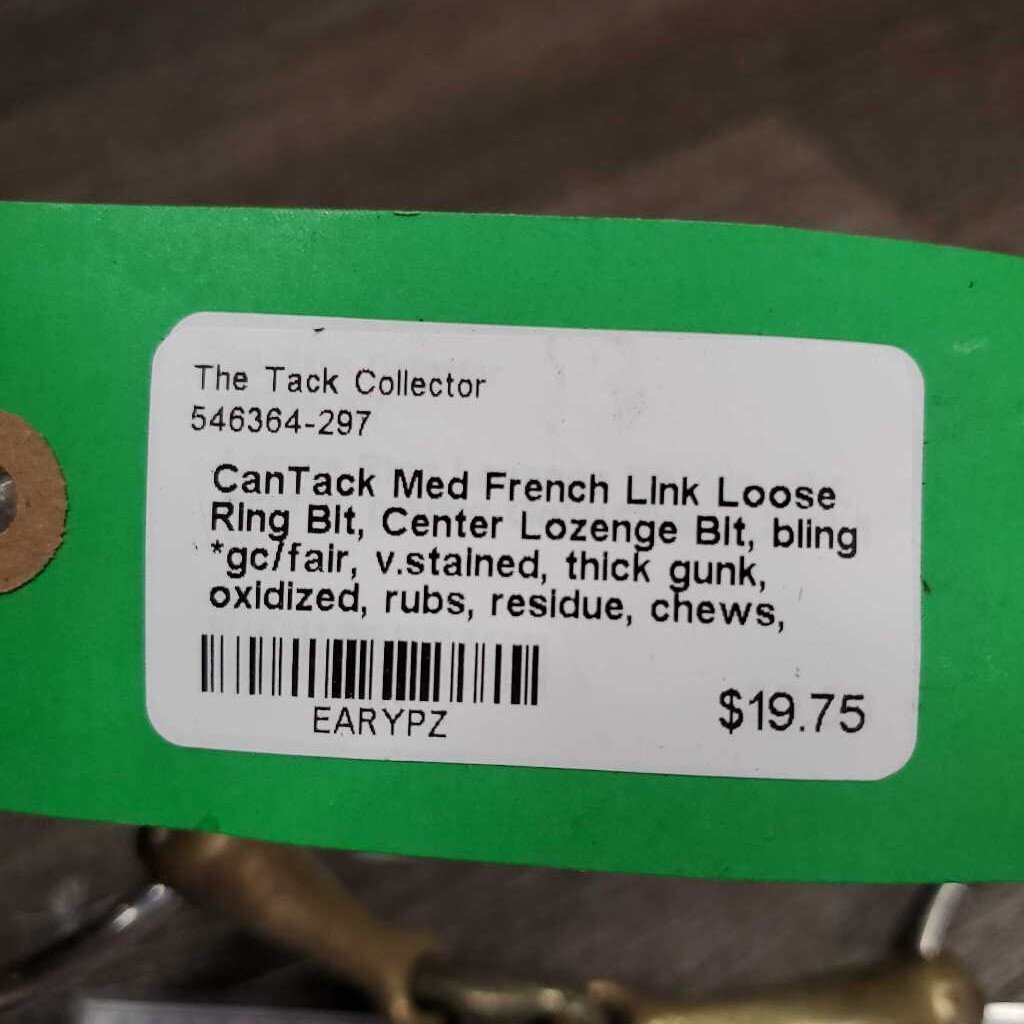 The Tack Collector
546364-297
CanTack Med French Link Loose
Ring Bit, Center Lozenge Bit, bling
*gc/fair, v.stained, thick gunk,
oxidized, rubs, residue, chews,
EARYPZ
$19.75